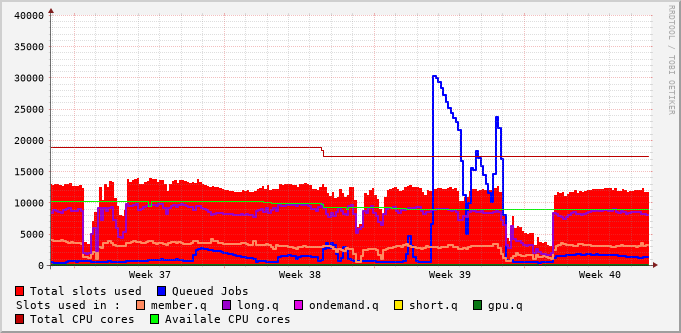 40000
35000
30000
25000
20000
15000
10000
5000
0
Week 37 Week 38 Week 39 Week 40
RRDTOOL / TOBI OETIKER
Total slots used Queued Jobs
Slots used in : member.q long.q ondemand.q short.q gpu.q
Total CPU cores Availale CPU cores